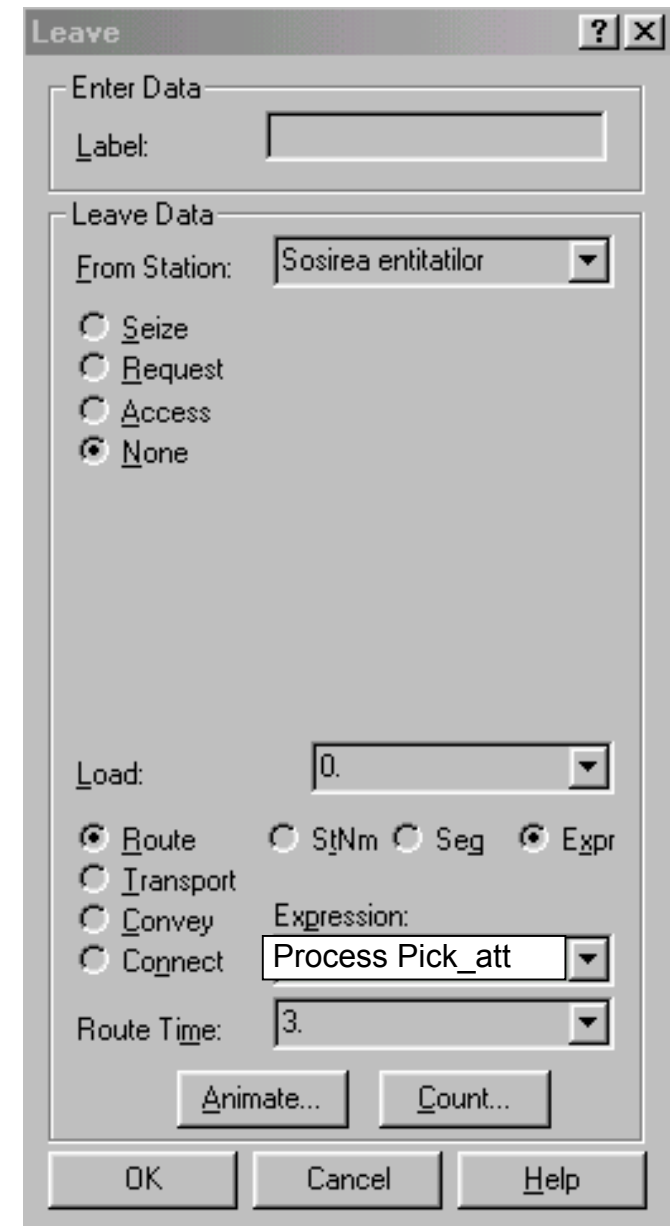 Leave
Enter Data
Label:
Leave Data
From Station: Sosirea entitatilor
Seize
Request
Access
None
Load: 0.
Route StNm Seg Expr
Transport
Convey Expression:
Connect Process Pick_att
Route Time: 3.
Animate... Count...
OK Cancel Help